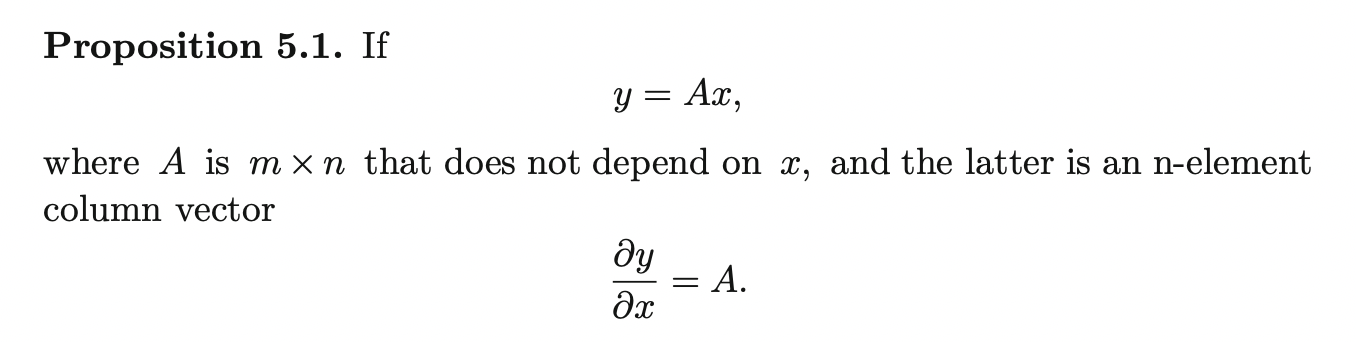 Proposition 5.1. If
y = Ax,
where A is m × n that does not depend on x, and the latter is an n-element
column vector
∂y/∂x = A.